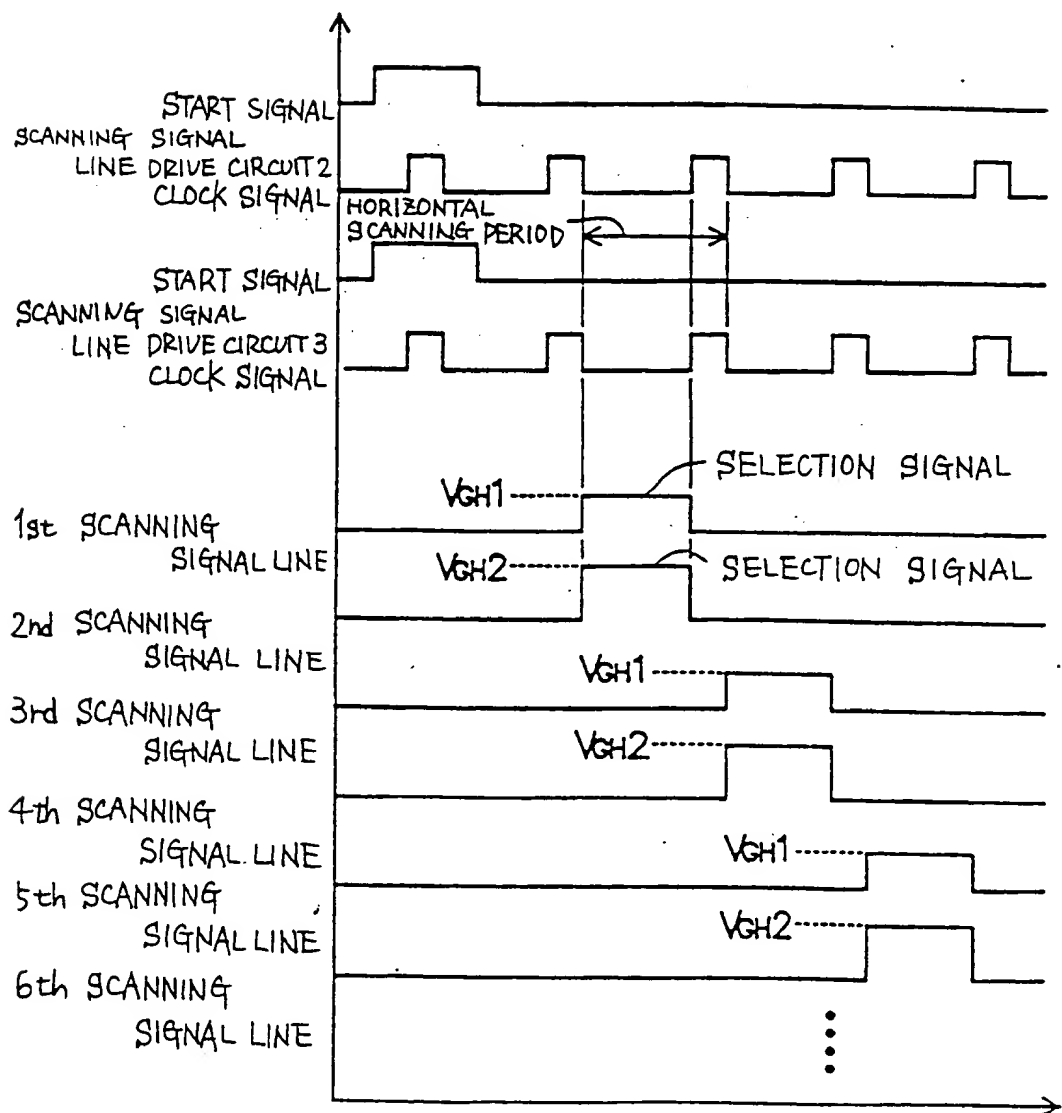 START SIGNAL
SCANNING SIGNAL
LINE DRIVE CIRCUIT 2
CLOCK SIGNAL
HORIZONTAL
SCANNING PERIOD
START SIGNAL
SCANNING SIGNAL
LINE DRIVE CIRCUIT 3
CLOCK SIGNAL
SELECTION SIGNAL
VGH1
1st SCANNING
SIGNAL LINE
VGH2
SELECTION SIGNAL
2nd SCANNING
SIGNAL LINE
VGH1
3rd SCANNING
SIGNAL LINE
VGH2
4th SCANNING
SIGNAL LINE
VGH1
5th SCANNING
SIGNAL LINE
VGH2
6th SCANNING
SIGNAL LINE